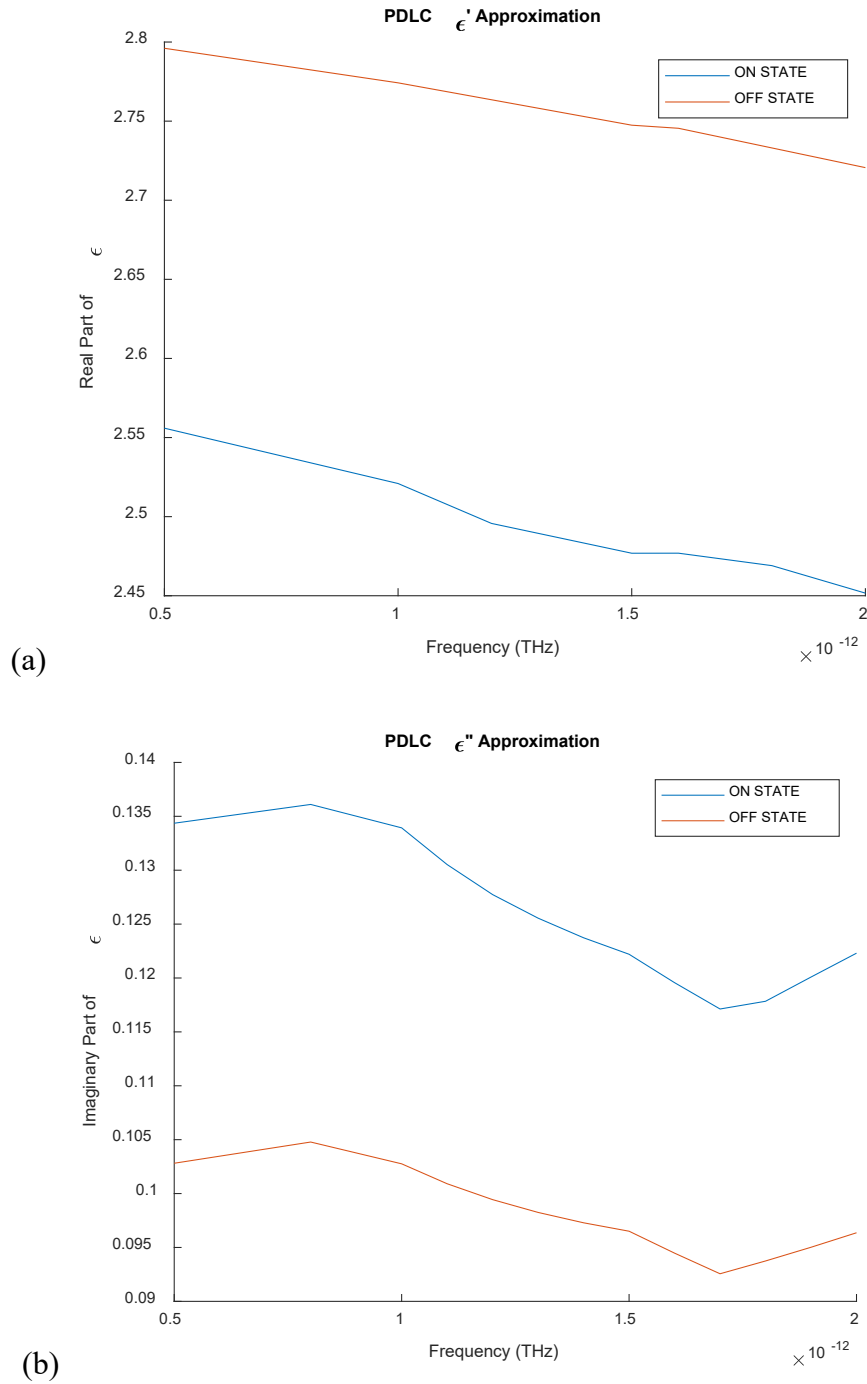 PDLC ϵ' Approximation
2.8
2.75
2.7
2.65
2.6
2.55
2.5
2.45
Real Part of ϵ
ON STATE
OFF STATE
0.5 1 1.5 2
Frequency (THz)
× 10 -12
(a)
PDLC ϵ" Approximation
0.14
0.135
0.13
0.125
0.12
0.115
0.11
0.105
0.1
0.095
0.09
Imaginary Part of ϵ
ON STATE
OFF STATE
0.5 1 1.5 2
Frequency (THz)
× 10 -12
(b)